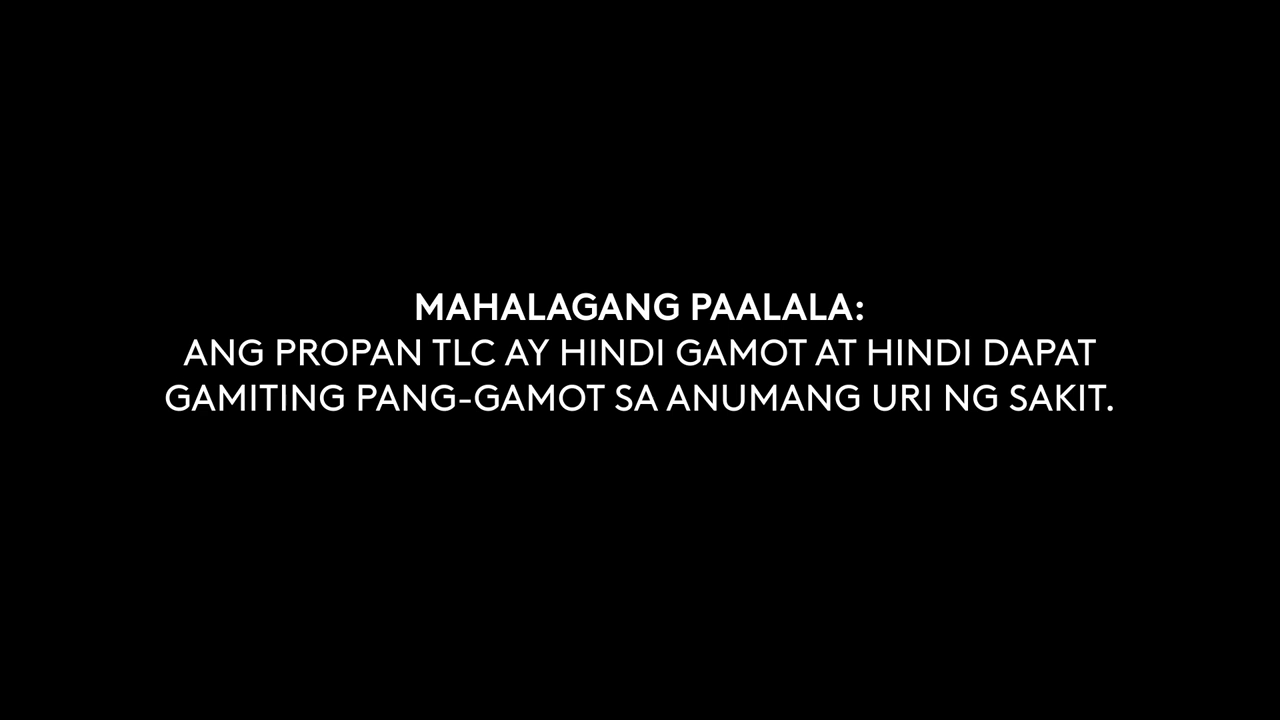 MAHALAGANG PAALALA:
ANG PROPAN TLC AY HINDI GAMOT AT HINDI DAPAT
GAMITING PANG-GAMOT SA ANUMANG URI NG SAKIT.